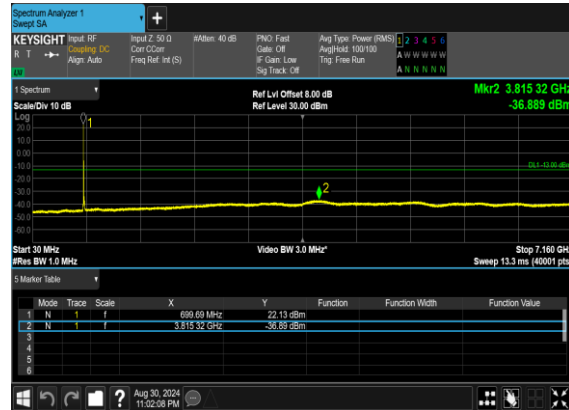 Spectrum Analyzer 1
Swept SA
+
KEYSIGHT Input: RF Input Z: 50 Ω #Atten: 40 dB PNO: Fast Avg Type: Power (RMS) 1 2 3 4 5 6
R T Coupling: DC Corr CCorr Gate: Off Avg|Hold: 100/100 A W W W W W
Align: Auto Freq Ref: Int (S) IF Gain: Low Trig: Free Run
Sig Track: Off A N N N N N
1 Spectrum Ref Lvl Offset 8.00 dB Mkr2 3.815 32 GHz
Scale/Div 10 dB Ref Level 30.00 dBm -36.889 dBm
Log
1
20.0
10.0
0.00
-10.0
DL1 -13.00 dBm
-20.0
2
-30.0
-40.0
-50.0
-60.0
Start 30 MHz Video BW 3.0 MHz* Stop 7.160 GHz
#Res BW 1.0 MHz Sweep 13.3 ms (40001 pts)
5 Marker Table
Mode Trace Scale X Y Function Function Width Function Value
1 N 1 f 699.69 MHz 22.13 dBm
2 N 1 f 3.815 32 GHz -36.89 dBm
3
4
5
6
? Aug 30, 2024
11:02:08 PM